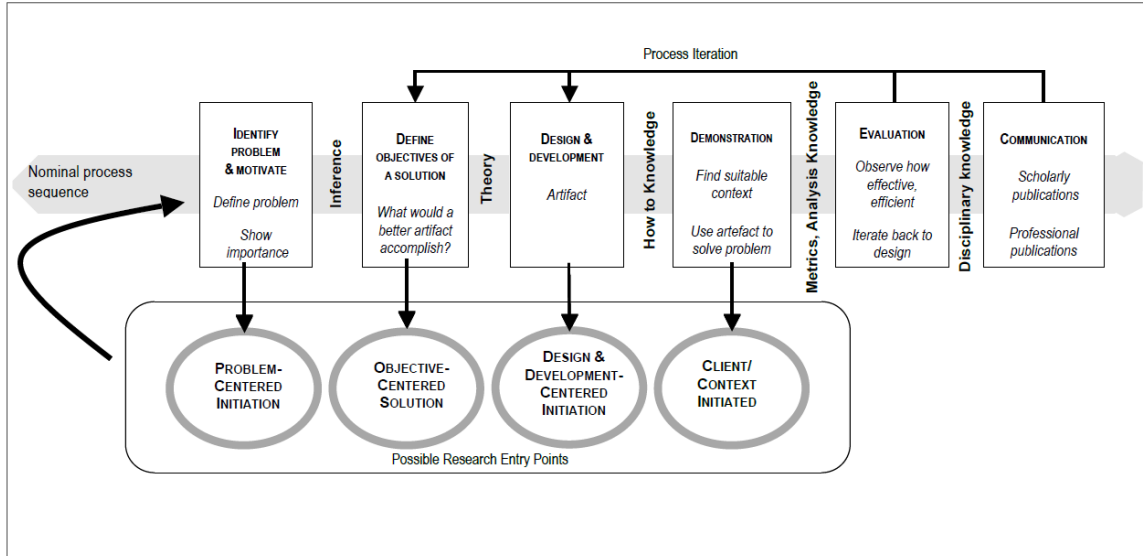 Process Iteration
Nominal process
sequence
IDENTIFY
PROBLEM
& MOTIVATE
Define problem
Show
importance
Inference
DEFINE
OBJECTIVES OF
A SOLUTION
What would a
better artifact
accomplish?
Theory
DESIGN &
DEVELOPMENT
Artifact
How to Knowledge
DEMONSTRATION
Find suitable
context
Use artefact to
solve problem
Metrics, Analysis Knowledge
EVALUATION
Observe how
effective,
efficient
Iterate back to
design
Disciplinary knowledge
COMMUNICATION
Scholarly
publications
Professional
publications
PROBLEM-
CENTERED
INITIATION
OBJECTIVE-
CENTERED
SOLUTION
DESIGN &
DEVELOPMENT-
CENTERED
INITIATION
CLIENT/
CONTEXT
INITIATED
Possible Research Entry Points